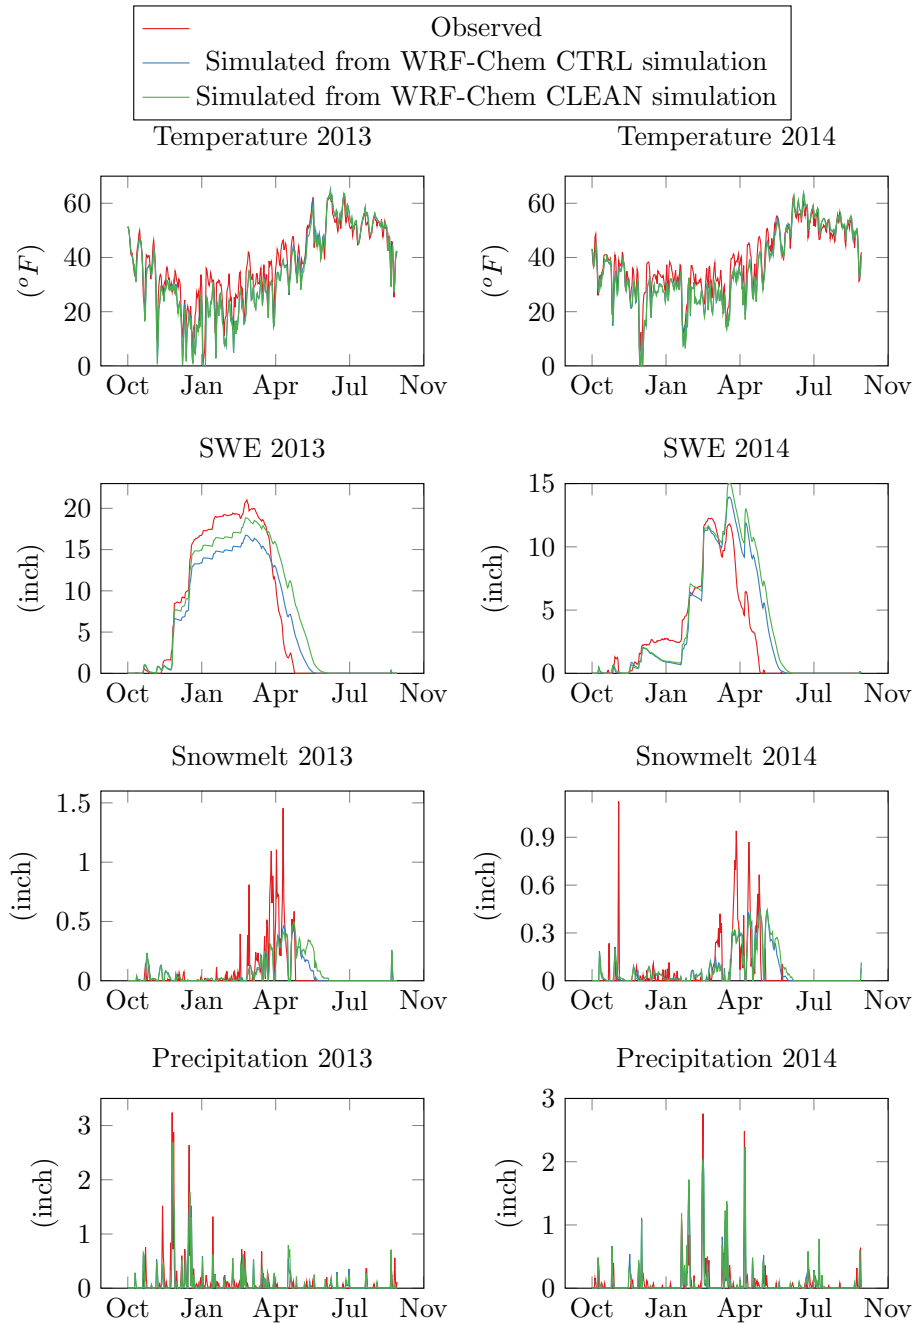 Observed
Simulated from WRF-Chem CTRL simulation
Simulated from WRF-Chem CLEAN simulation
Temperature 2013
Temperature 2014
(°F)
60
40
20
0
Oct Jan Apr Jul Nov
(°F)
60
40
20
0
Oct Jan Apr Jul Nov
SWE 2013
SWE 2014
(inch)
20
15
10
5
0
Oct Jan Apr Jul Nov
(inch)
15
10
5
0
Oct Jan Apr Jul Nov
Snowmelt 2013
Snowmelt 2014
(inch)
1.5
1
0.5
0
Oct Jan Apr Jul Nov
(inch)
0.9
0.6
0.3
0
Oct Jan Apr Jul Nov
Precipitation 2013
Precipitation 2014
(inch)
3
2
1
0
Oct Jan Apr Jul Nov
(inch)
3
2
1
0
Oct Jan Apr Jul Nov